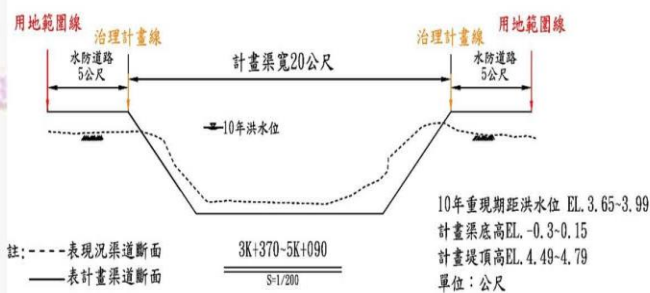 用地範圍線
用地範圍線
治理計畫線
治理計畫線
水防道路
5公尺
計畫渠寬20公尺
水防道路
5公尺
10年洪水位
10年重現期距洪水位 EL.3.65~3.99
計畫渠底高EL.-0.3~0.15
計畫堤頂高EL.4.49~4.79
單位：公尺
註:----表現況渠道斷面
——表計畫渠道斷面
3K+370~5K+090
S=1/200